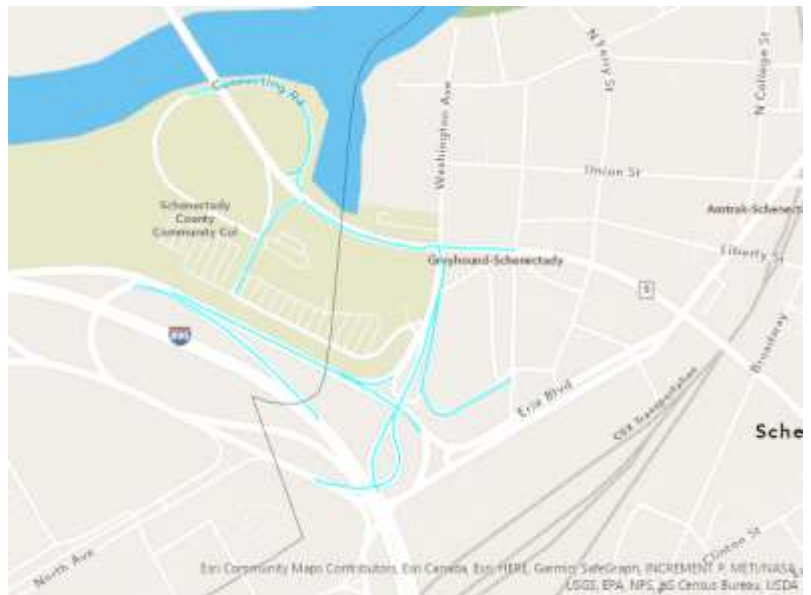 N Ferry St
N College St
Connecting Rd
Washington Ave
Union St
Schenectady
County
Community Col
Amtrak-Schenect
Greyhound-Schenectady
Liberty St
5
890
Broadway
Erie Blvd
CSX Transportation
Sche
North Ave
Clinton St
Esri Community Maps Contributors, Esri Canada, Esri, HERE, Garmin, SafeGraph, INCREMENT P, METI/NASA,
USGS, EPA, NPS, US Census Bureau, USDA